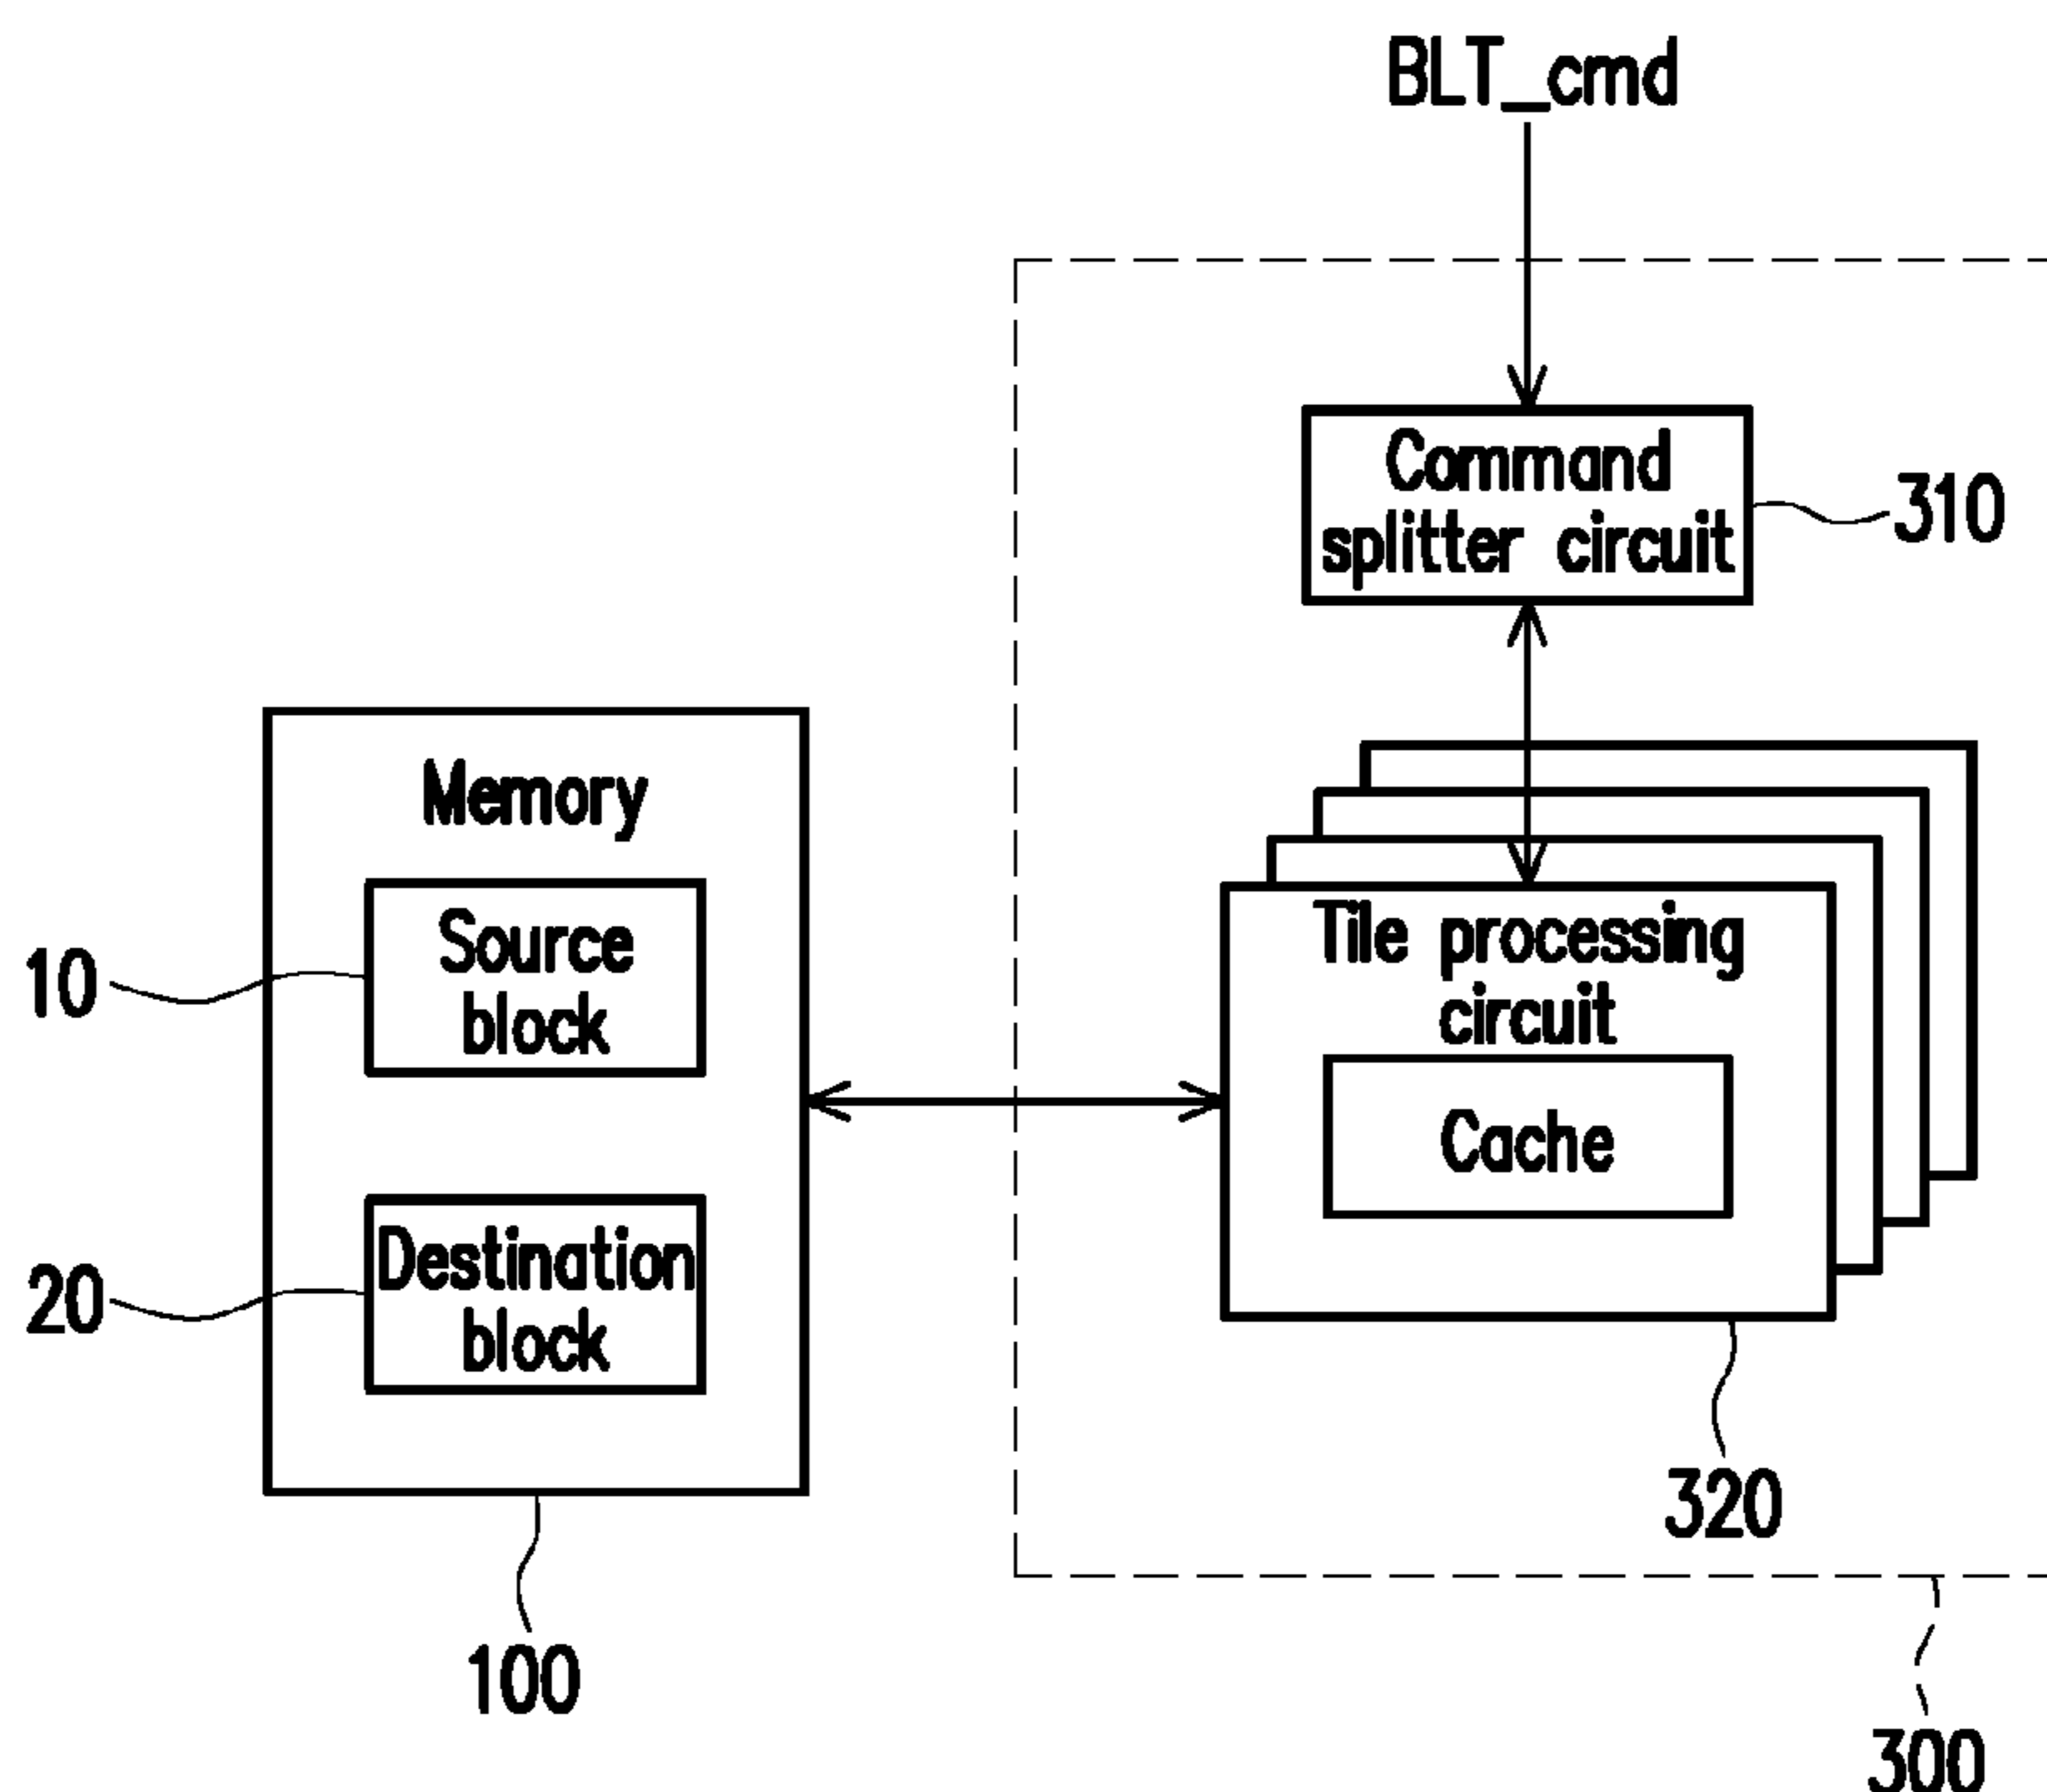 BLT_cmd
Command
splitter circuit
310
Memory
Source
block
10
Tile processing
circuit
Cache
Destination
block
20
320
100
300